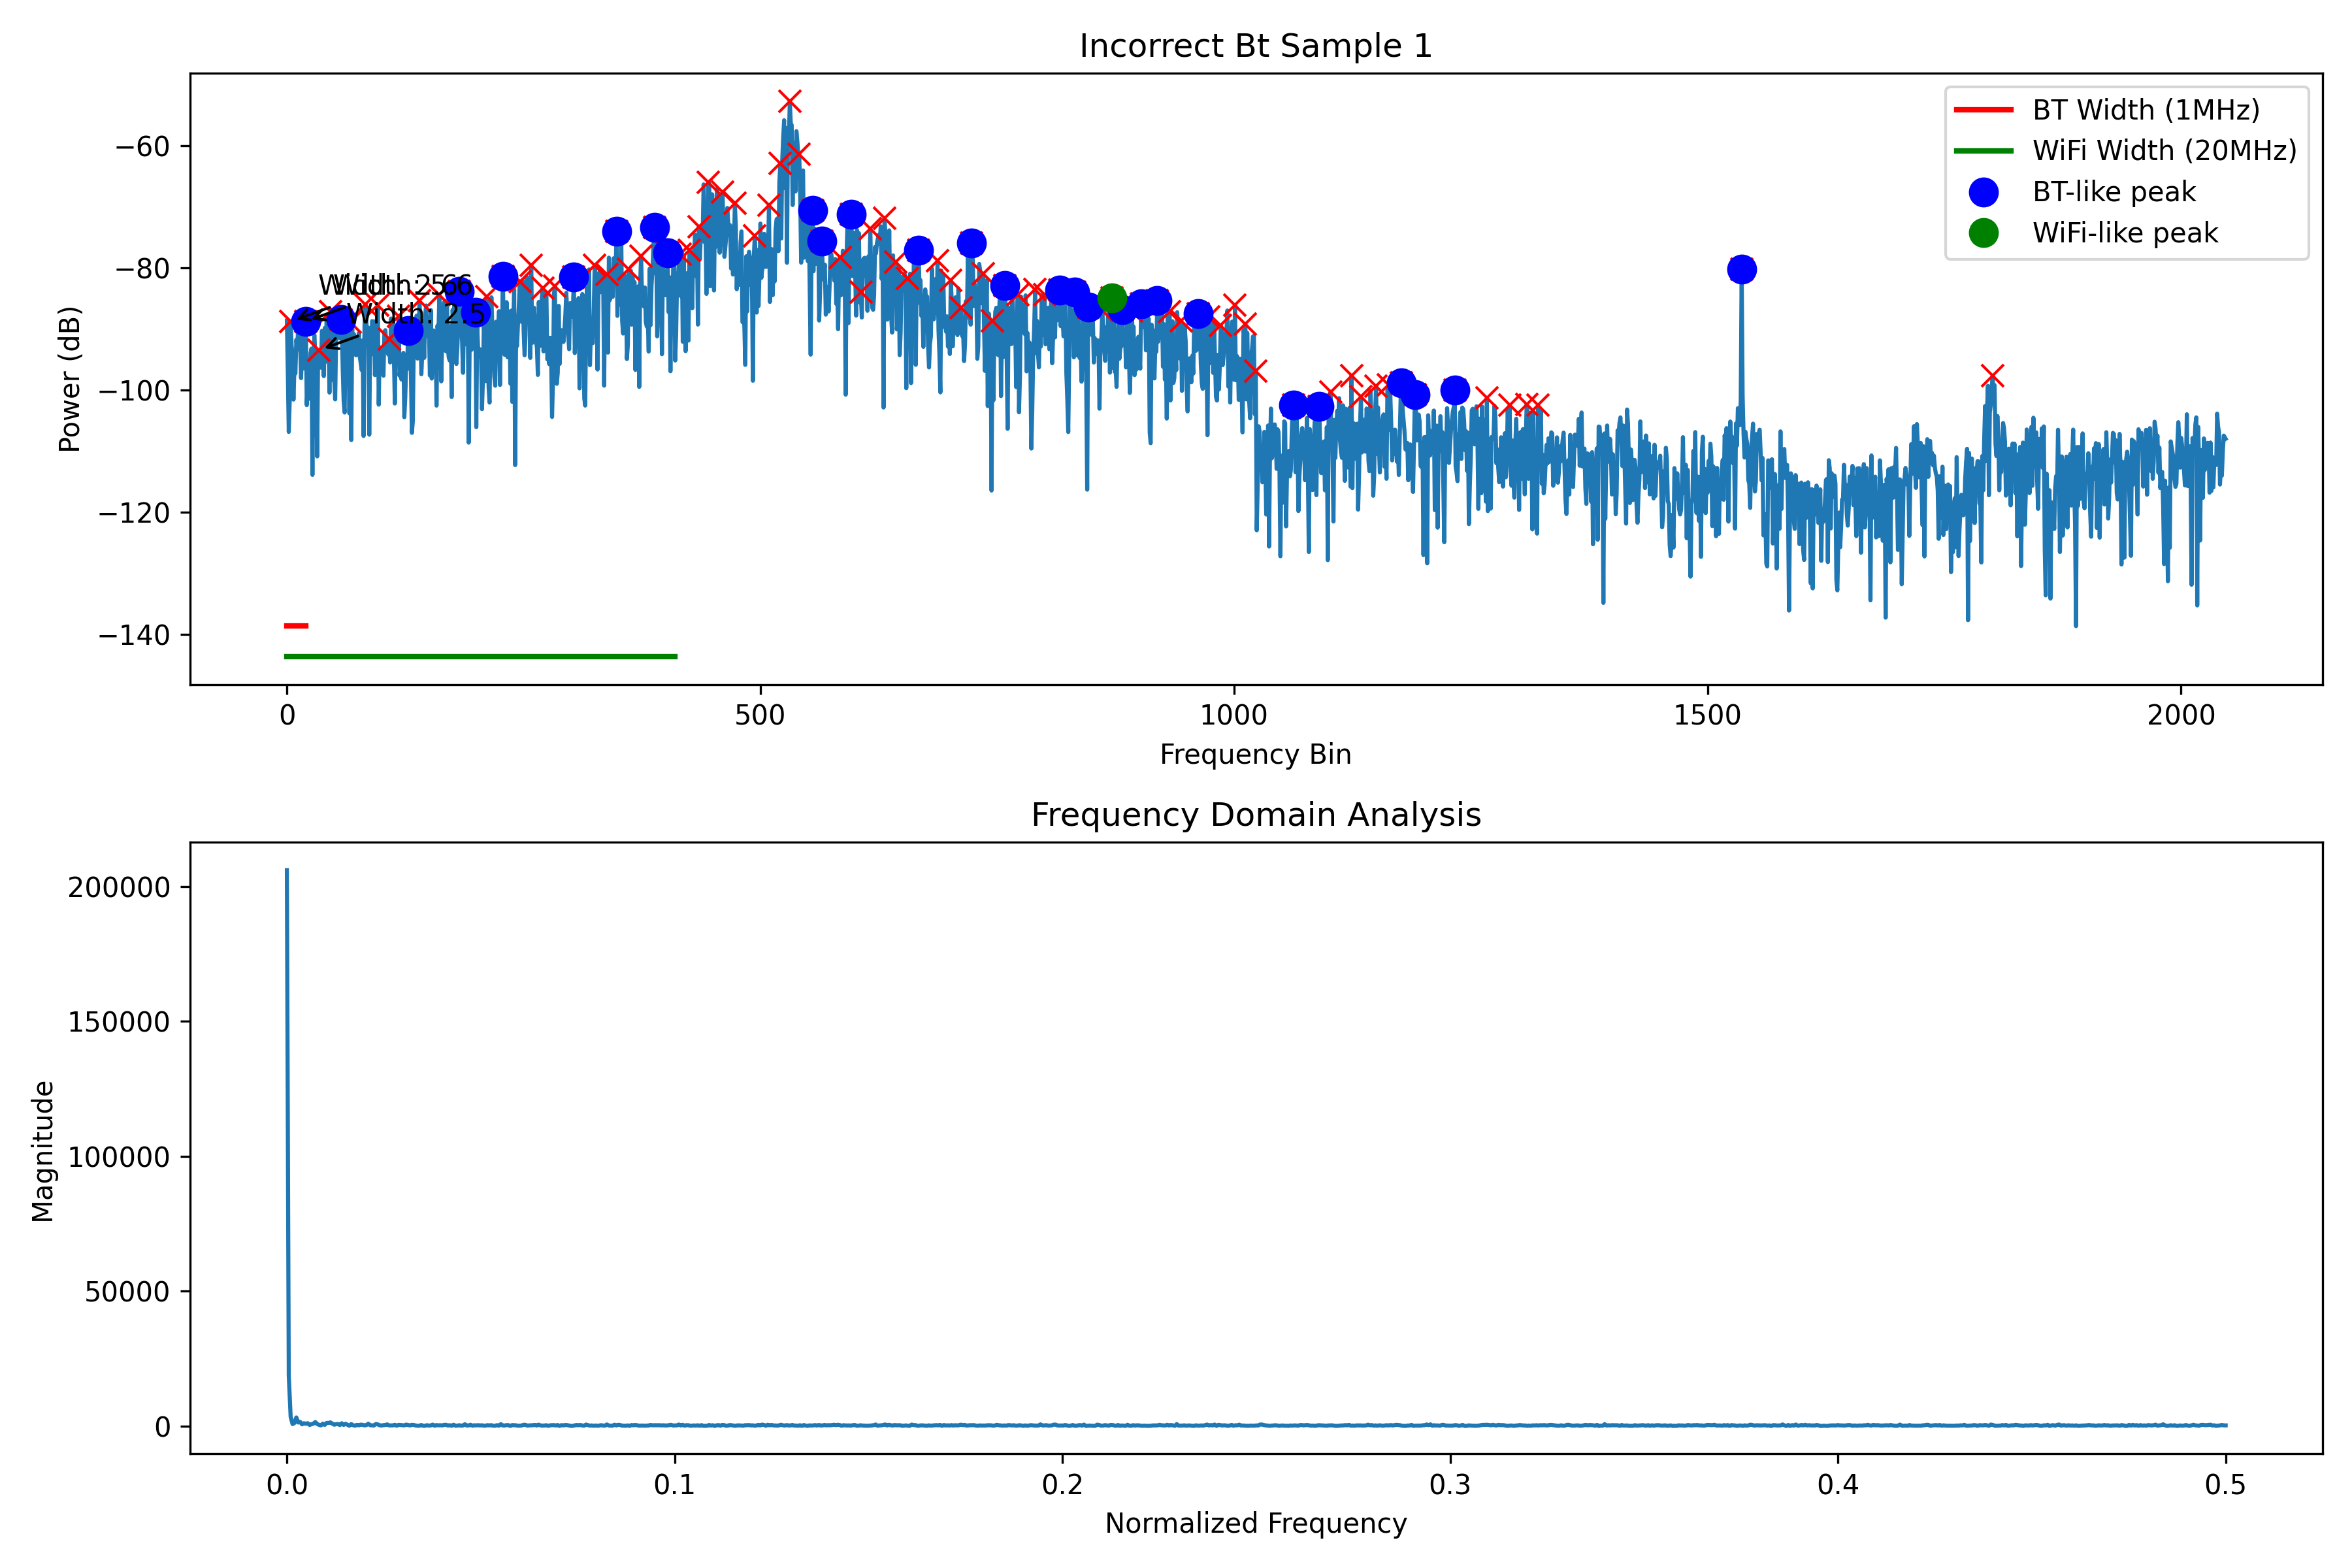 Incorrect Bt Sample 1
BT Width (1MHz)
WiFi Width (20MHz)
BT-like peak
WiFi-like peak
Width: 2.5
Power (dB)
−60
−80
−100
−120
−140
0
500
1000
1500
2000
Frequency Bin
Frequency Domain Analysis
Magnitude
200000
150000
100000
50000
0
0.0
0.1
0.2
0.3
0.4
0.5
Normalized Frequency